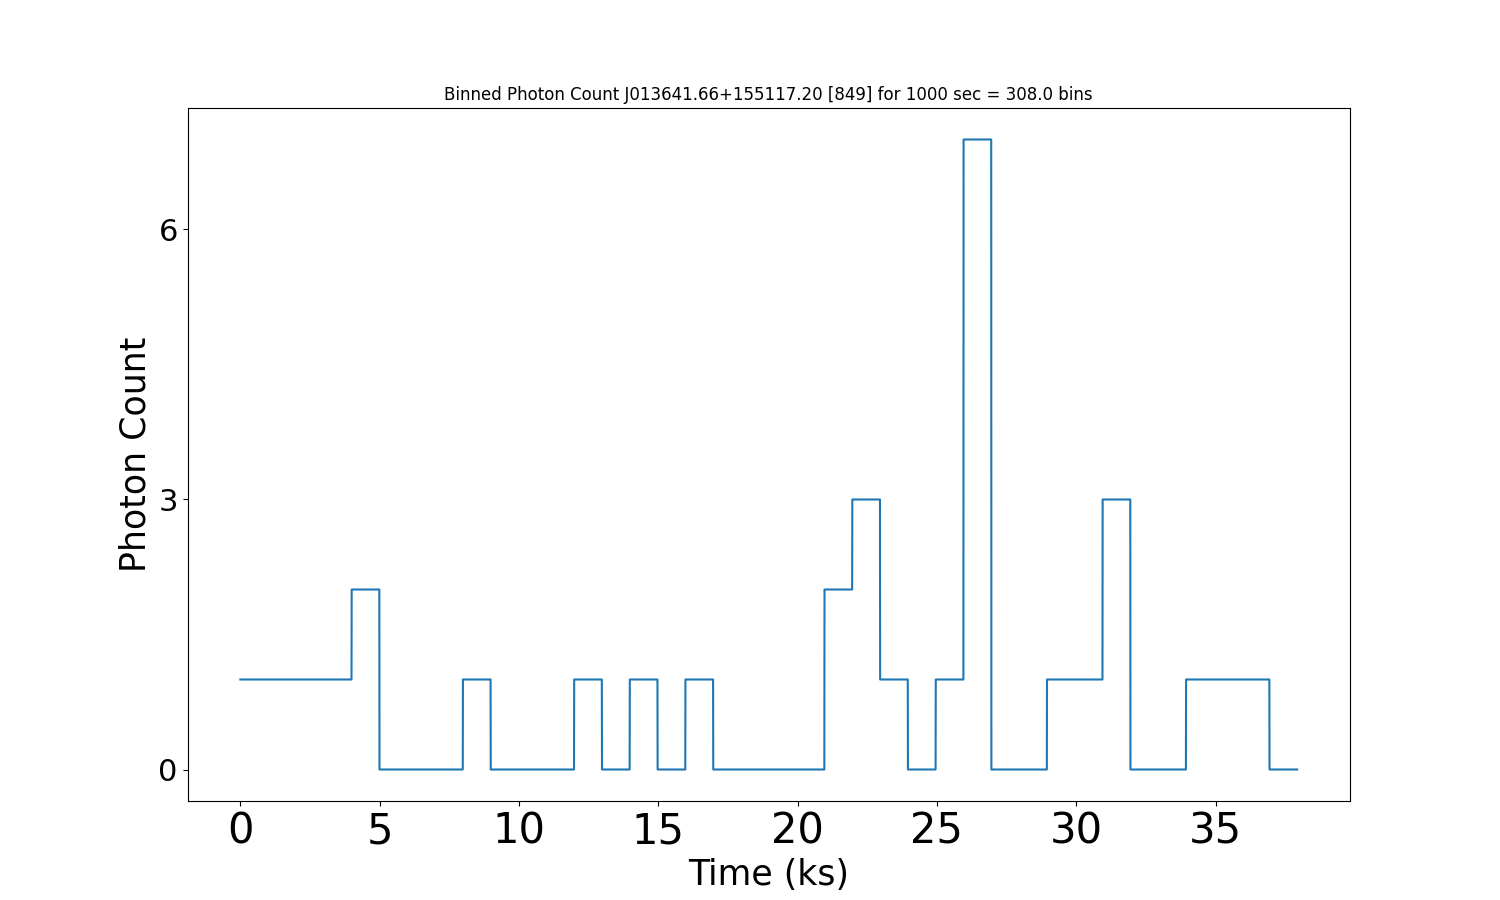 Binned Photon Count J013641.66+155117.20 [849] for 1000 sec = 308.0 bins
6
3
0
Photon Count
0 5 10 15 20 25 30 35
Time (ks)